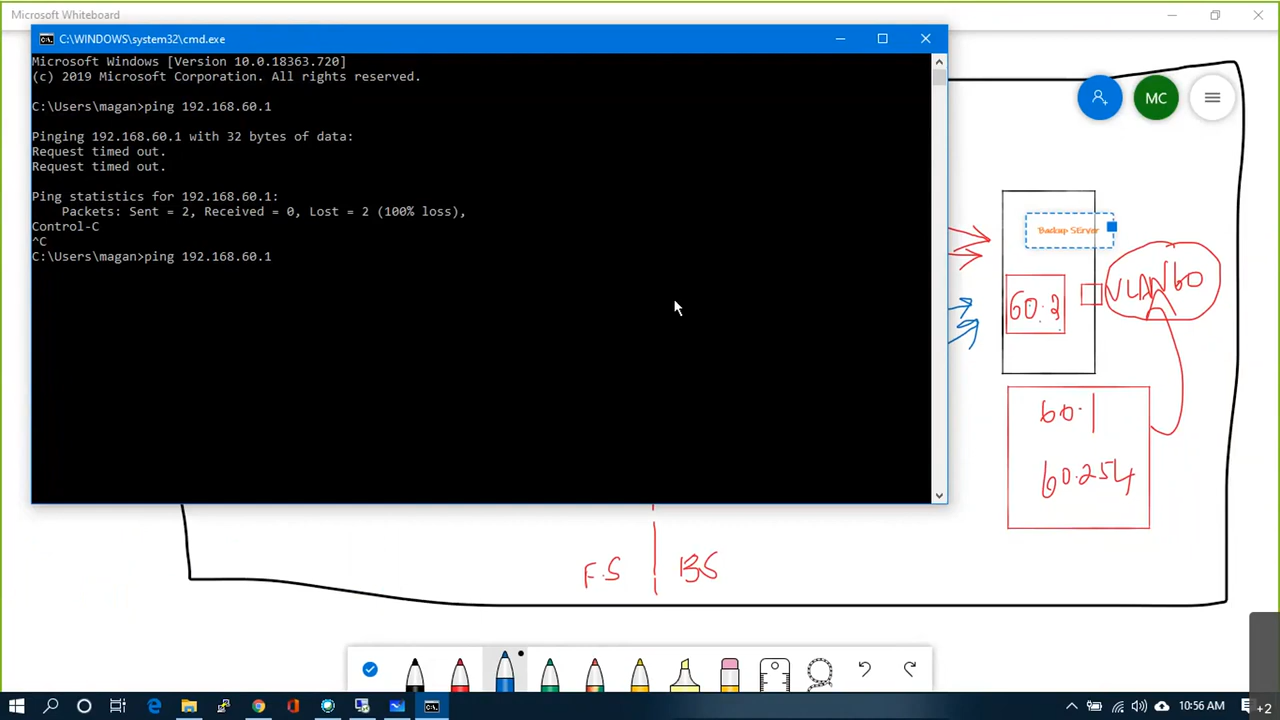 Microsoft Whiteboard
C:\WINDOWS\system32\cmd.exe
Microsoft Windows [Version 10.0.18363.720]
(c) 2019 Microsoft Corporation. All rights reserved.
C:\Users\magan>ping 192.168.60.1
Pinging 192.168.60.1 with 32 bytes of data:
Request timed out.
Request timed out.
Ping statistics for 192.168.60.1:
Packets: Sent = 2, Received = 0, Lost = 2 (100% loss),
Control-C
^C
C:\Users\magan>ping 192.168.60.1
MC
Backup SErver
VLAN60
60.2
60.1
60.254
F.S
BS
10:56 AM
+2